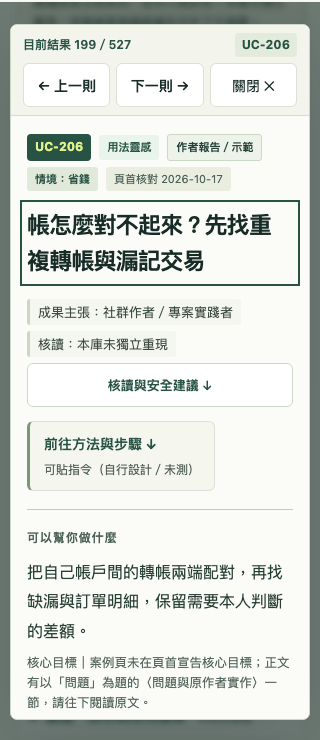 目前結果 199 / 527
UC-206
← 上一則
下一則 →
關閉 ×
UC-206
用法靈感
作者報告 / 示範
情境：省錢
頁首核對 2026-10-17
帳怎麼對不起來？先找重
複轉帳與漏記交易
成果主張：社群作者 / 專案實踐者
核讀：本庫未獨立重現
核讀與安全建議 ↓
前往方法與步驟 ↓
可貼指令（自行設計 / 未測）
可以幫你做什麼
把自己帳戶間的轉帳兩端配對，再找
缺漏與訂單明細，保留需要本人判斷
的差額。
核心目標｜案例頁未在頁首宣告核心目標；正文
有以「問題」為題的〈問題與原作者實作〉一
節，請往下閱讀原文。